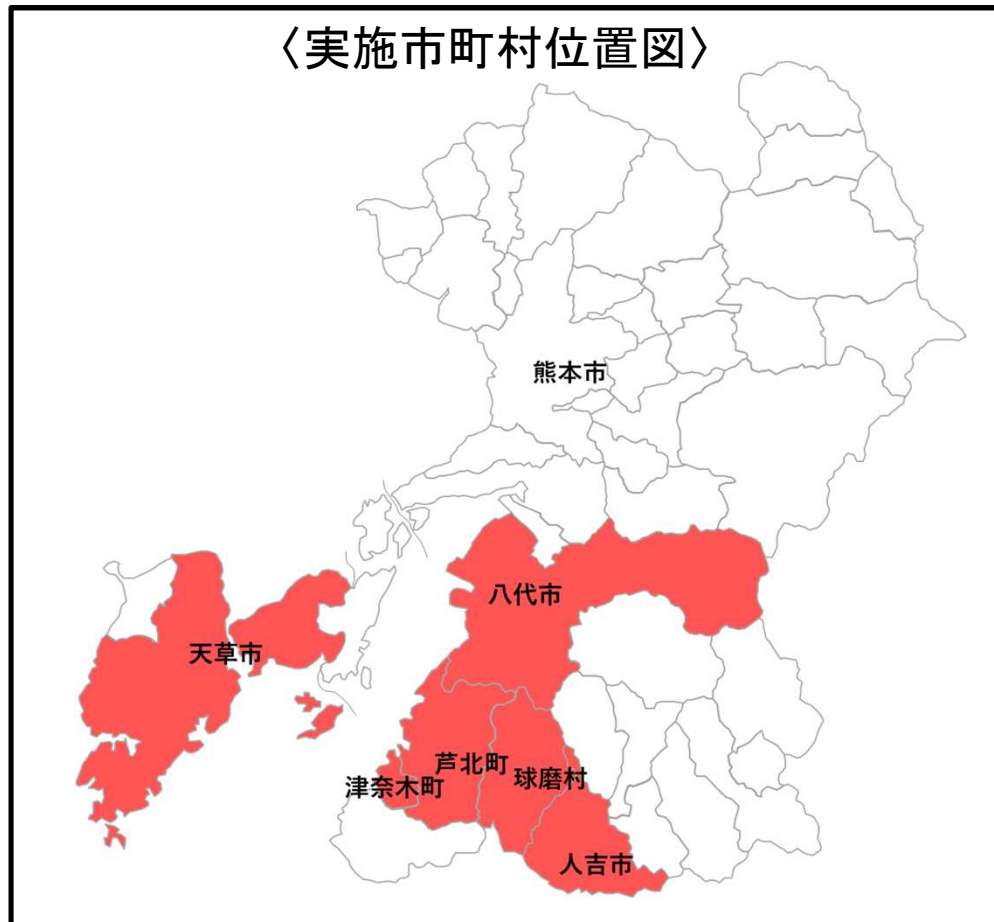 〈実施市町村位置図〉
熊本市
八代市
天草市
芦北町
球磨村
津奈木町
人吉市